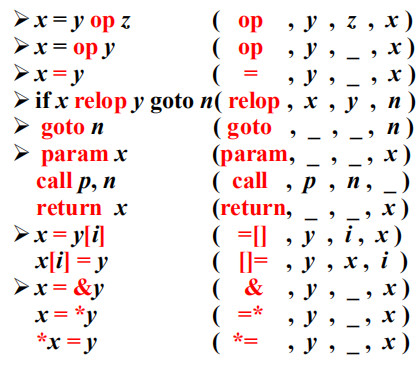 ➢ x = y op z ( op , y , z , x )
➢ x = op y ( op , y , _ , x )
➢ x = y ( = , y , _ , x )
➢ if x relop y goto n ( relop , x , y , n )
➢ goto n ( goto , _ , _ , n )
➢ param x (param, _ , _ , x )
call p, n ( call , p , n , _ )
return x (return, _ , _ , x )
➢ x = y[i] ( =[] , y , i , x )
x[i] = y ( []= , y , x , i )
➢ x = &y ( & , y , _ , x )
x = *y ( =* , y , _ , x )
*x = y ( *= , y , _ , x )